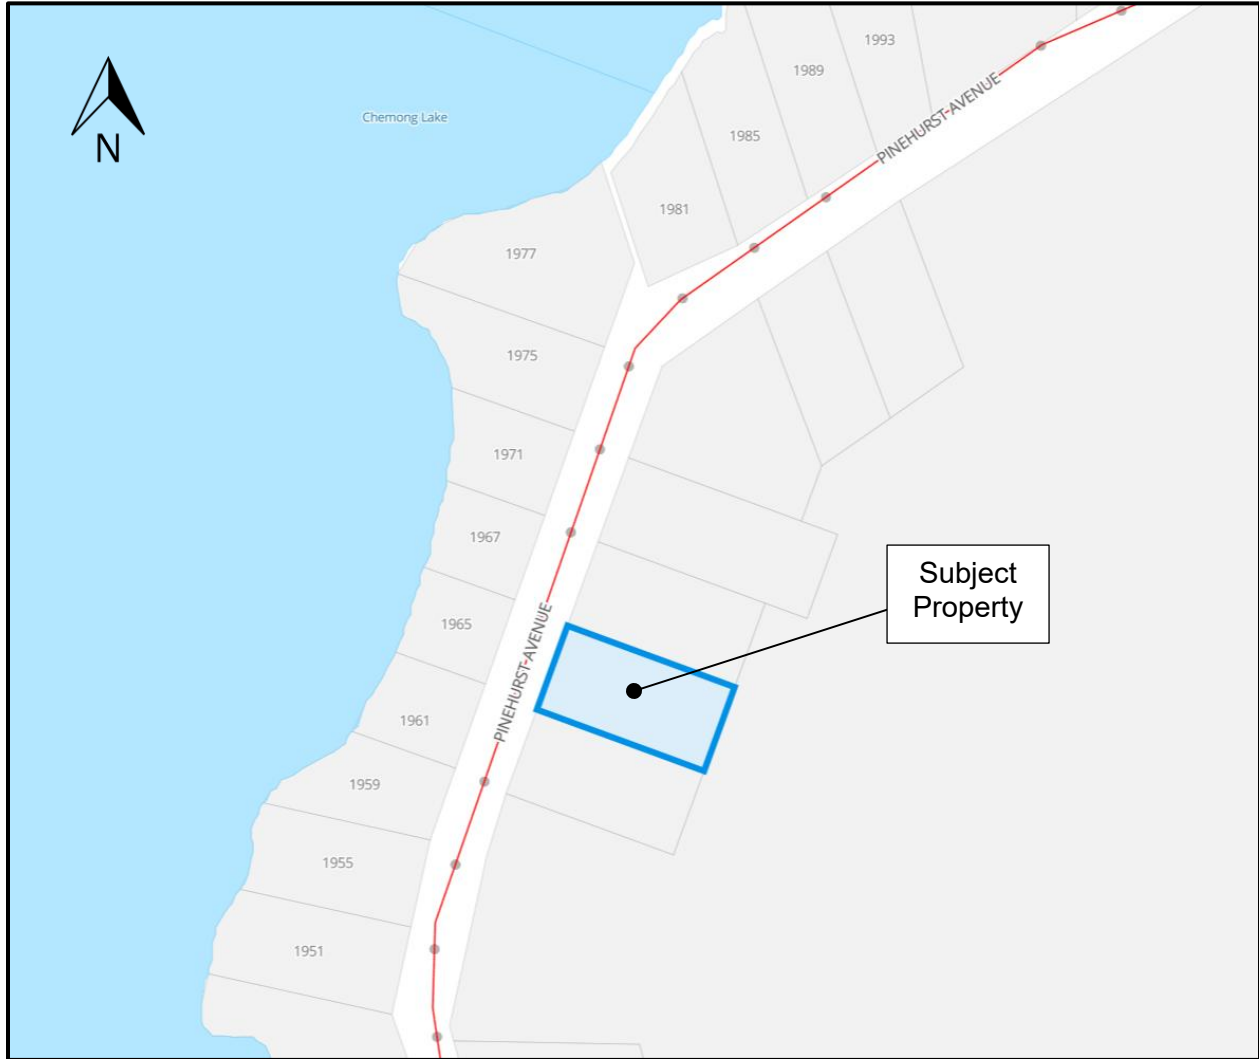 1993
1989
Chemong Lake
PINEHURST-AVENUE
1985
N
1981
1977
1975
1971
1967
Subject
Property
1965
PINEHURST-AVENUE
1961
1959
1955
1951